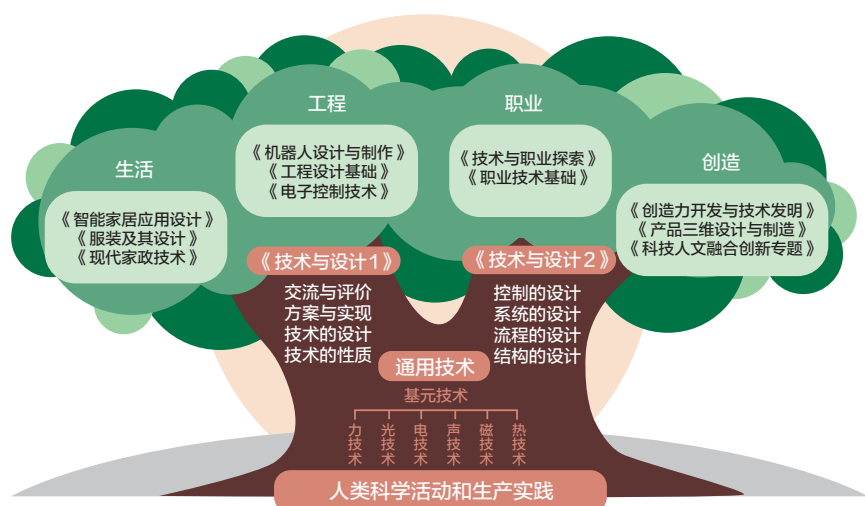 工程
《机器人设计与制作》
《工程设计基础》
《电子控制技术》
职业
《技术与职业探索》
《职业技术基础》
生活
《智能家居应用设计》
《服装及其设计》
《现代家政技术》
创造
《创造力开发与技术发明》
《产品三维设计与制造》
《科技人文融合创新专题》
《技术与设计1》
交流与评价
方案与实现
技术的设计
技术的性质
《技术与设计2》
控制的设计
系统的设计
流程的设计
结构的设计
通用技术
基元技术
力技术
光技术
电技术
声技术
磁技术
热技术
人类科学活动和生产实践